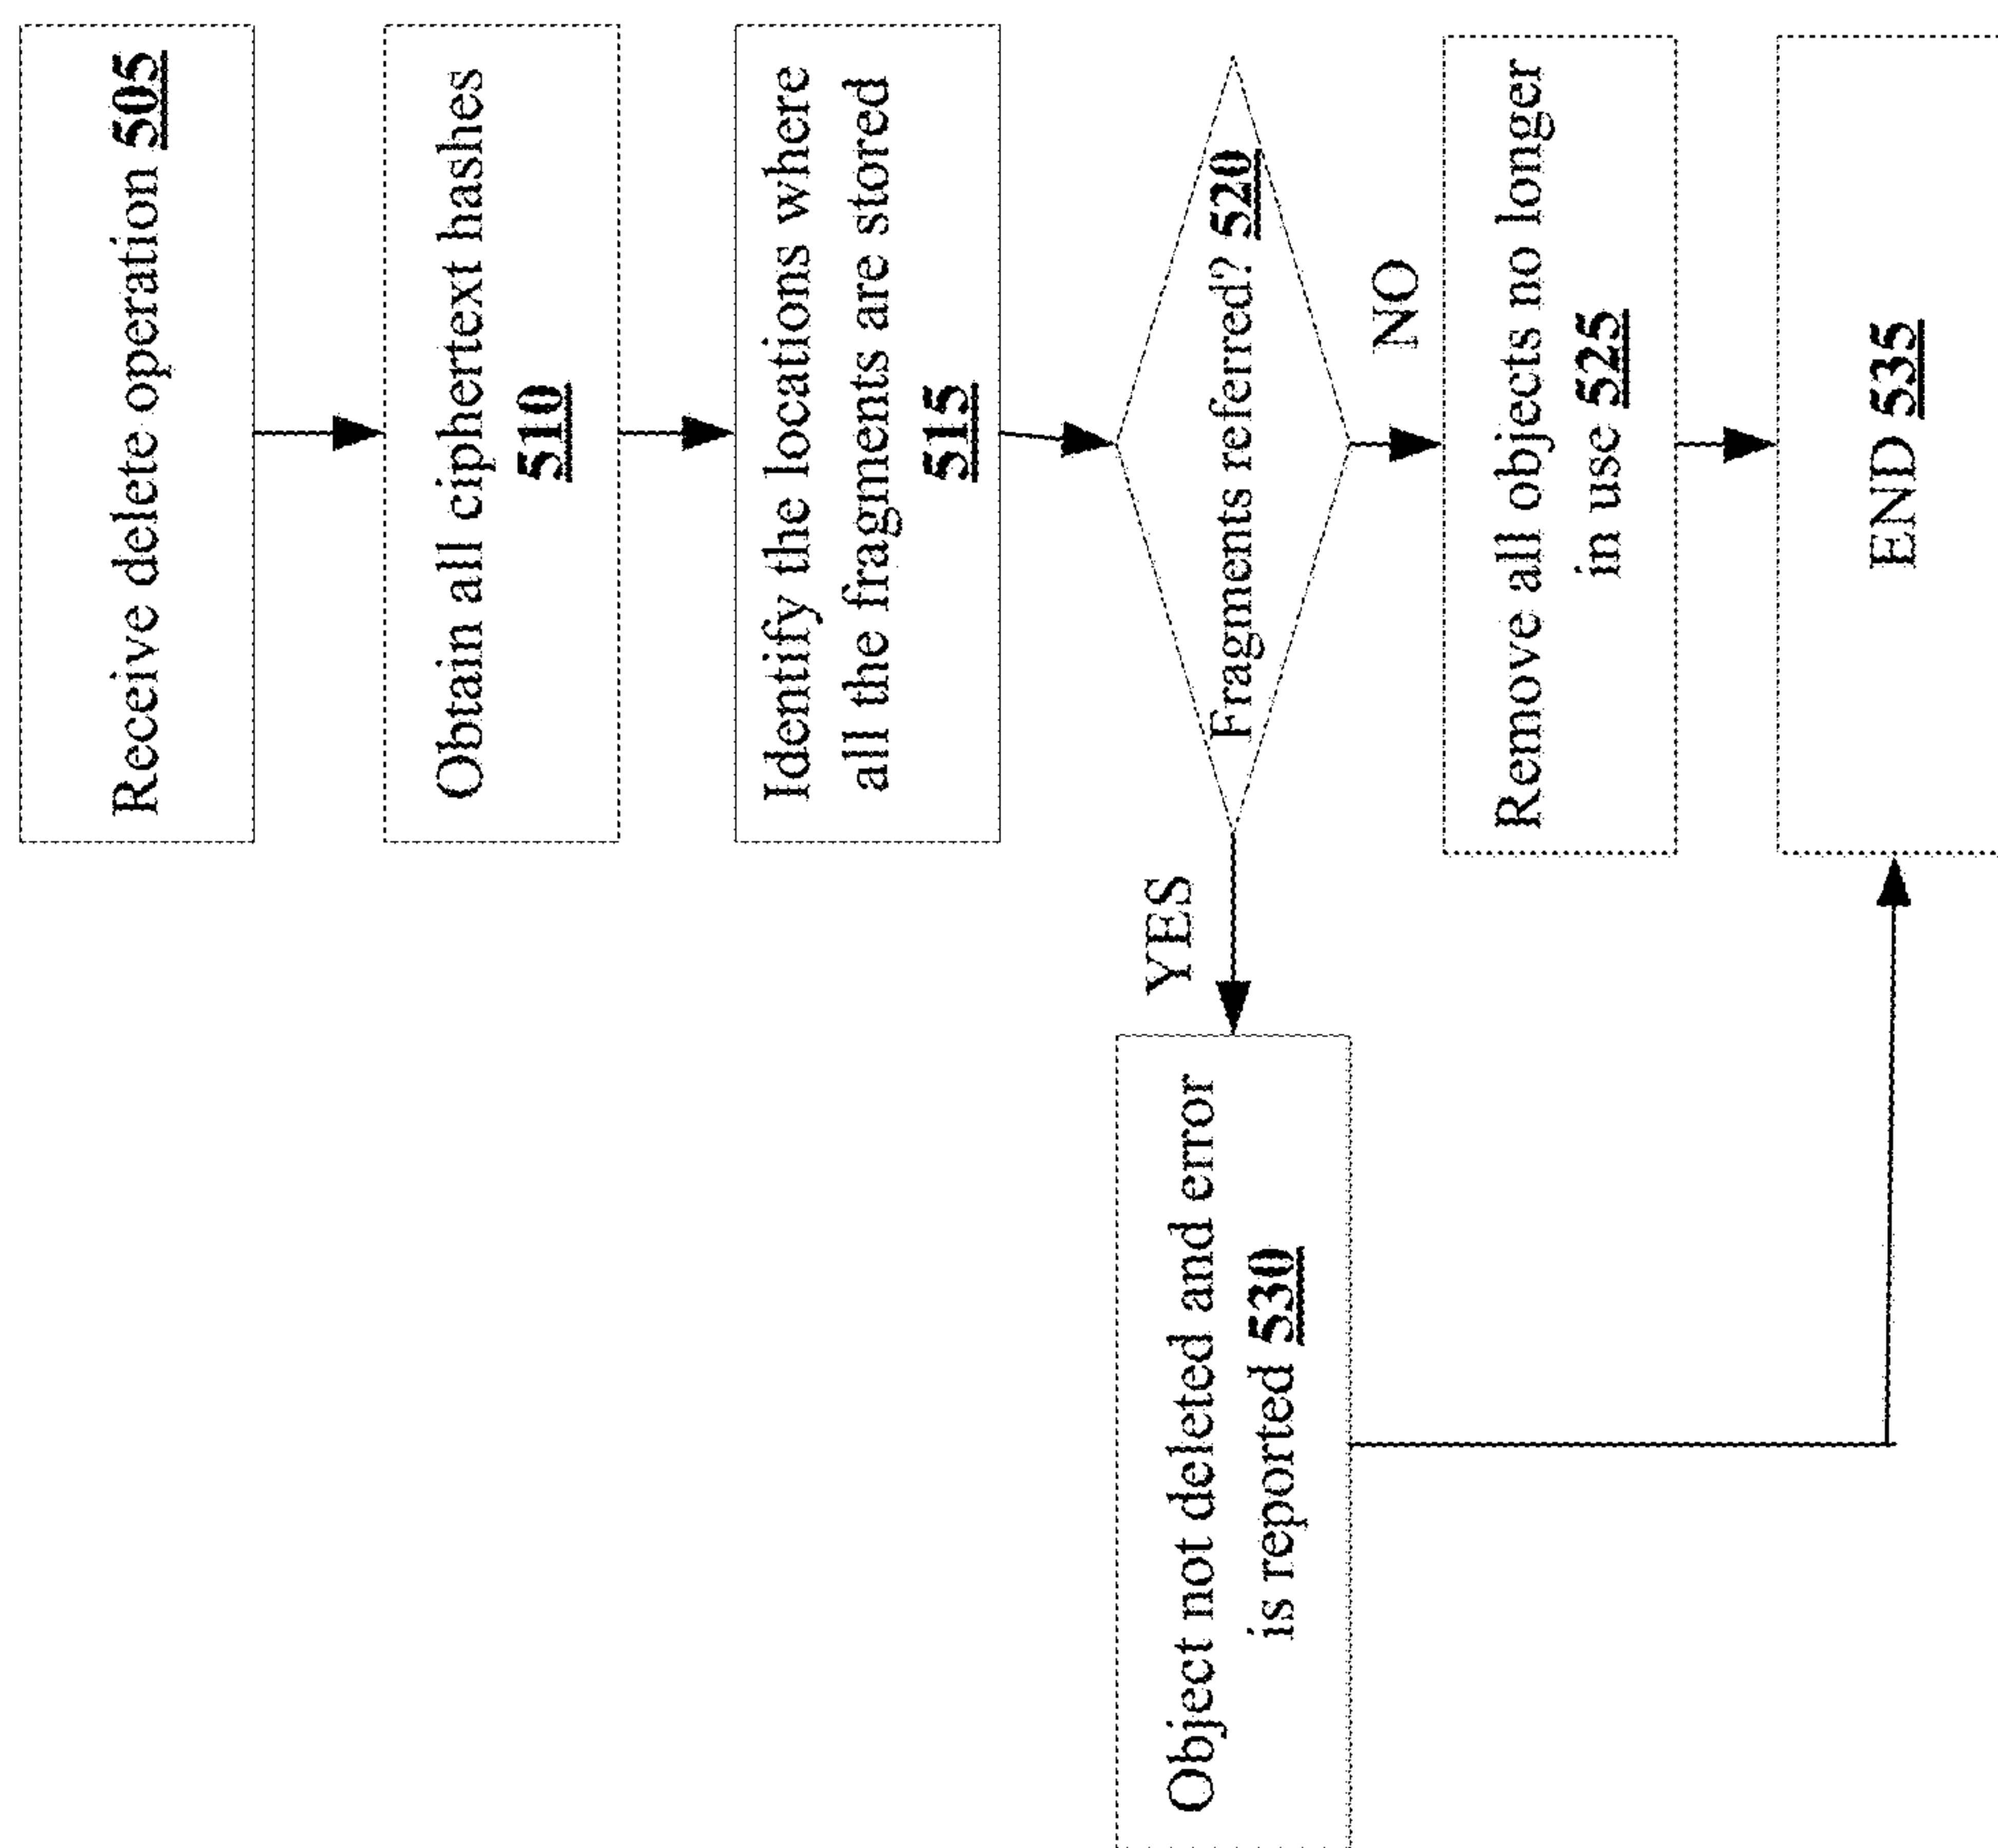 Receive delete operation 505
Obtain all ciphertext hashes
510
Identify the locations where
all the fragments are stored
515
Fragments referred? 520
YES
NO
Object not deleted and error
is reported 530
Remove all objects no longer
in use 525
END 535